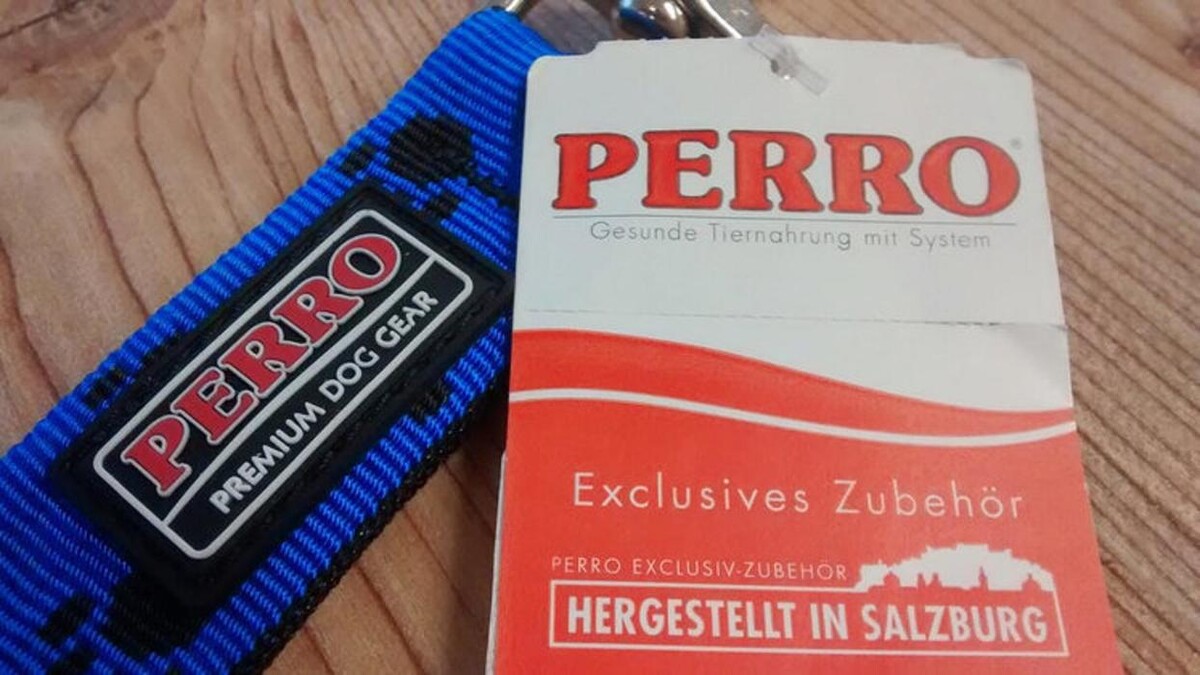 PERRO
PREMIUM DOG GEAR
PERRO®
Gesunde Tiernahrung mit System
Exclusives Zubehör
PERRO EXCLUSIV-ZUBEHÖR
HERGESTELLT IN SALZBURG